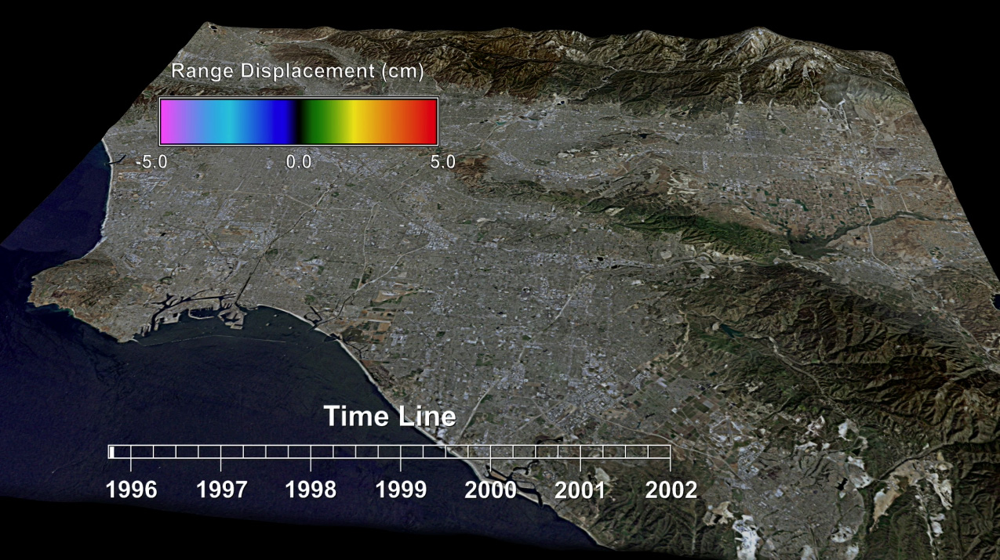 Range Displacement (cm)
-5.0 0.0 5.0
Time Line
1996 1997 1998 1999 2000 2001 2002